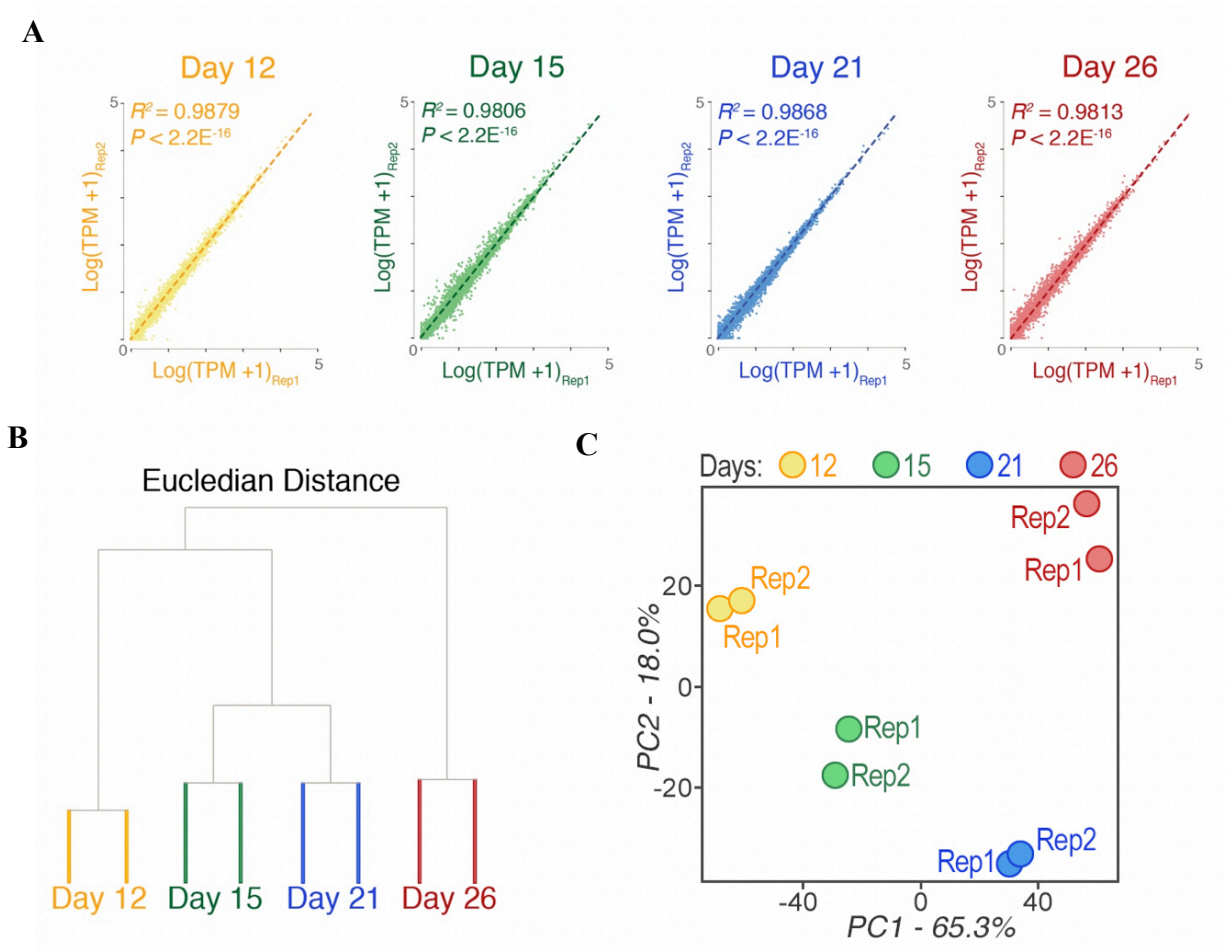 A
Day 12
R² = 0.9879
P < 2.2E⁻¹⁶
5
Log(TPM +1)Rep2
0
5
Log(TPM +1)Rep1
Day 15
R² = 0.9806
P < 2.2E⁻¹⁶
5
Log(TPM +1)Rep2
0
5
Log(TPM +1)Rep1
Day 21
R² = 0.9868
P < 2.2E⁻¹⁶
5
Log(TPM +1)Rep2
0
5
Log(TPM +1)Rep1
Day 26
R² = 0.9813
P < 2.2E⁻¹⁶
5
Log(TPM +1)Rep2
0
5
Log(TPM +1)Rep1
B
Eucledian Distance
Day 12 Day 15 Day 21 Day 26
C
Days: 12 15 21 26
Rep2
Rep1
Rep2
Rep1
Rep1
Rep2
Rep2
Rep1
20
0
-20
PC2 - 18.0%
-40 0 40
PC1 - 65.3%